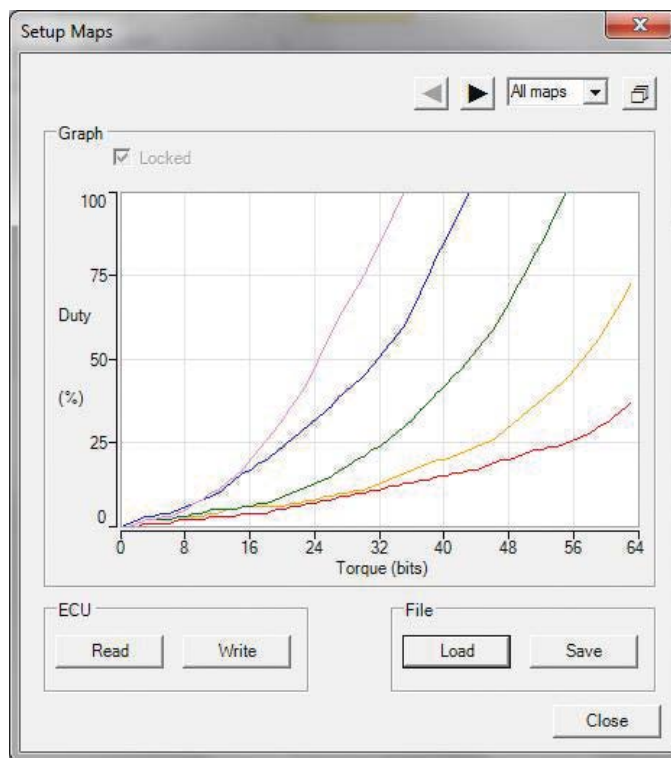 Setup Maps
All maps
Graph
Locked
100
75
Duty
50
(%)
25
0
0 8 16 24 32 40 48 56 64
Torque (bits)
ECU
File
Read
Write
Load
Save
Close